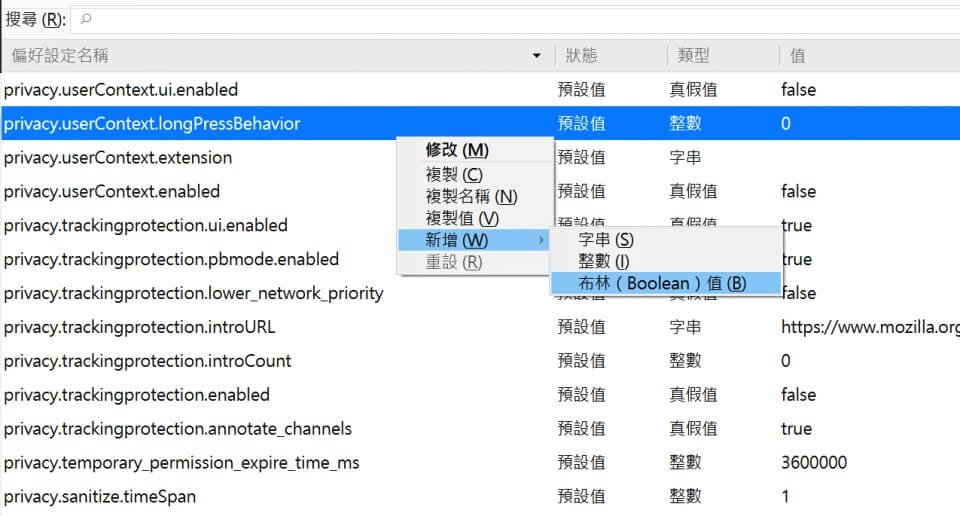 搜尋 (R):
偏好設定名稱 狀態 類型 值
privacy.userContext.ui.enabled 預設值 真假值 false
privacy.userContext.longPressBehavior 預設值 整數 0
修改 (M)
privacy.userContext.extension 預設值 字串
複製 (C)
privacy.userContext.enabled 預設值 真假值 false
複製名稱 (N)
複製值 (V)
privacy.trackingprotection.ui.enabled 預設值 真假值 true
新增 (W) 字串 (S)
privacy.trackingprotection.pbmode.enabled true
重設 (R) 整數 (I)
布林（Boolean）值 (B)
privacy.trackingprotection.lower_network_priority 預設值 真假值 false
privacy.trackingprotection.introURL 預設值 字串 https://www.mozilla.org
privacy.trackingprotection.introCount 預設值 整數 0
privacy.trackingprotection.enabled 預設值 真假值 false
privacy.trackingprotection.annotate_channels 預設值 真假值 true
privacy.temporary_permission_expire_time_ms 預設值 整數 3600000
privacy.sanitize.timeSpan 預設值 整數 1